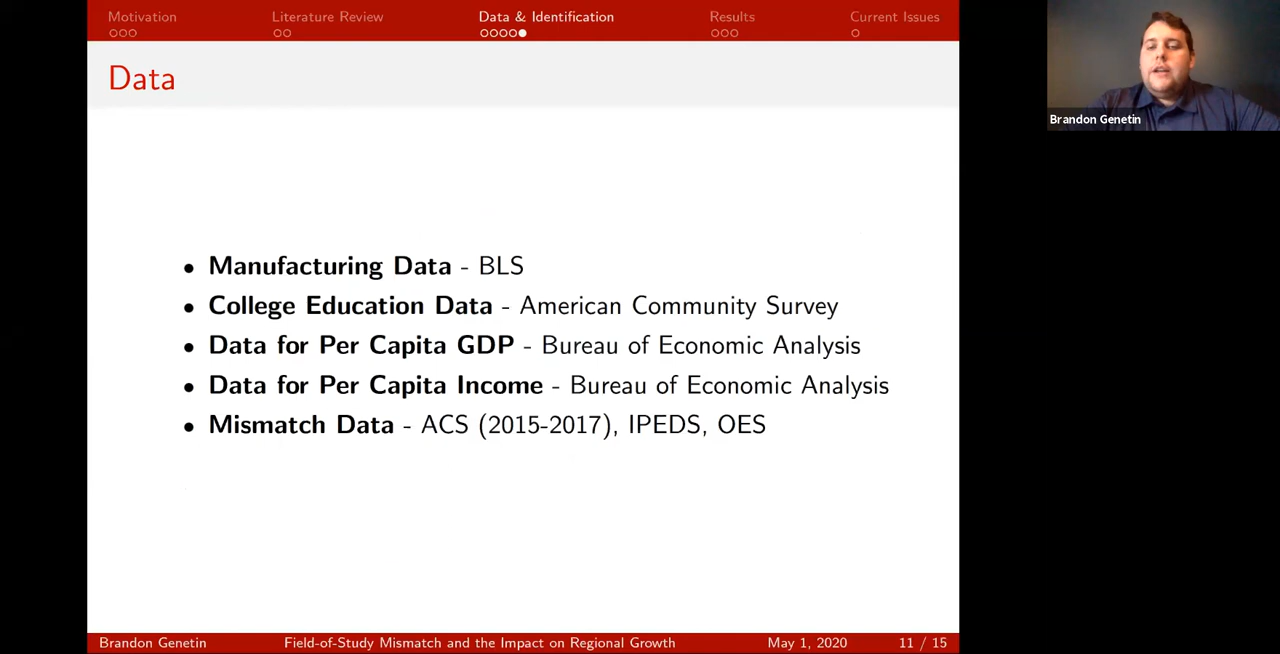 Motivation Literature Review Data & Identification Results Current Issues
Data
Brandon Genetin
• Manufacturing Data - BLS
• College Education Data - American Community Survey
• Data for Per Capita GDP - Bureau of Economic Analysis
• Data for Per Capita Income - Bureau of Economic Analysis
• Mismatch Data - ACS (2015-2017), IPEDS, OES
Brandon Genetin Field-of-Study Mismatch and the Impact on Regional Growth May 1, 2020 11 / 15